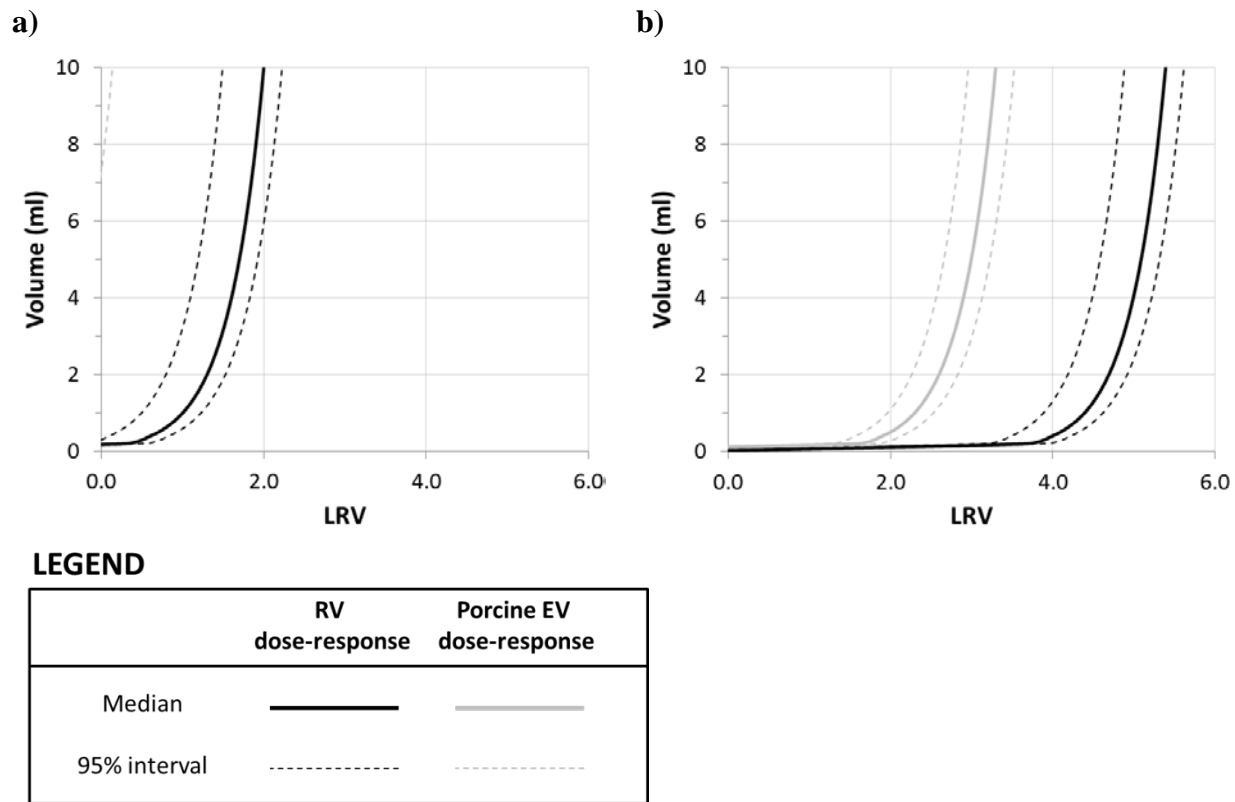 a)
10
8
6
4
2
0
Volume (ml)
0.0 2.0 4.0 6.0
LRV
b)
10
8
6
4
2
0
Volume (ml)
0.0 2.0 4.0 6.0
LRV
LEGEND
RV Porcine EV
dose-response dose-response
Median
95% interval